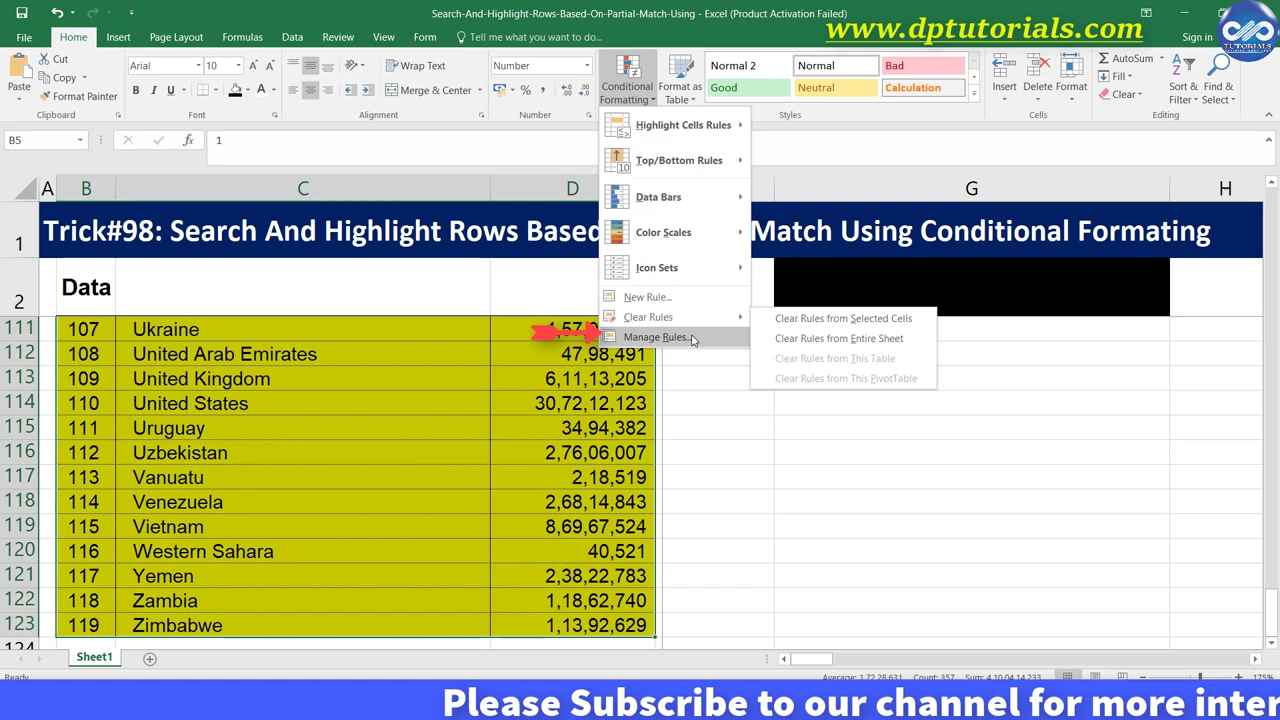 Search-And-Highlight-Rows-Based-On-Partial-Match-Using - Excel (Product Activation Failed)
www.dptutorials.com
TUTORIALS
File Home Insert Page Layout Formulas Data Review View Form Tell me what you want to do... Sign in
Paste
Cut
Copy
Format Painter
Clipboard
Arial 10
B I U
Font
Wrap Text
Merge & Center
Alignment
Number
%
Number
Conditional Formatting
Format as Table
Normal 2 Normal Bad
Good Neutral Calculation
Styles
Insert Delete Format
Cells
AutoSum
Fill
Clear
Sort & Filter
Find & Select
Editing
Highlight Cells Rules
Top/Bottom Rules
Data Bars
Color Scales
Icon Sets
New Rule...
Clear Rules
Manage Rules...
Clear Rules from Selected Cells
Clear Rules from Entire Sheet
Clear Rules from This Table
Clear Rules from This PivotTable
B5 fx 1
A B C D G H
1 Trick#98: Search And Highlight Rows Based Match Using Conditional Formating
2 Data
111 107 Ukraine
112 108 United Arab Emirates 47,98,491
113 109 United Kingdom 6,11,13,205
114 110 United States 30,72,12,123
115 111 Uruguay 34,94,382
116 112 Uzbekistan 2,76,06,007
117 113 Vanuatu 2,18,519
118 114 Venezuela 2,68,14,843
119 115 Vietnam 8,69,67,524
120 116 Western Sahara 40,521
121 117 Yemen 2,38,22,783
122 118 Zambia 1,18,62,740
123 119 Zimbabwe 1,13,92,629
124
Sheet1
Ready Average: 1,72,28,631 Count: 357 Sum: 4,10,04,14,233 175%
Please Subscribe to our channel for more inter